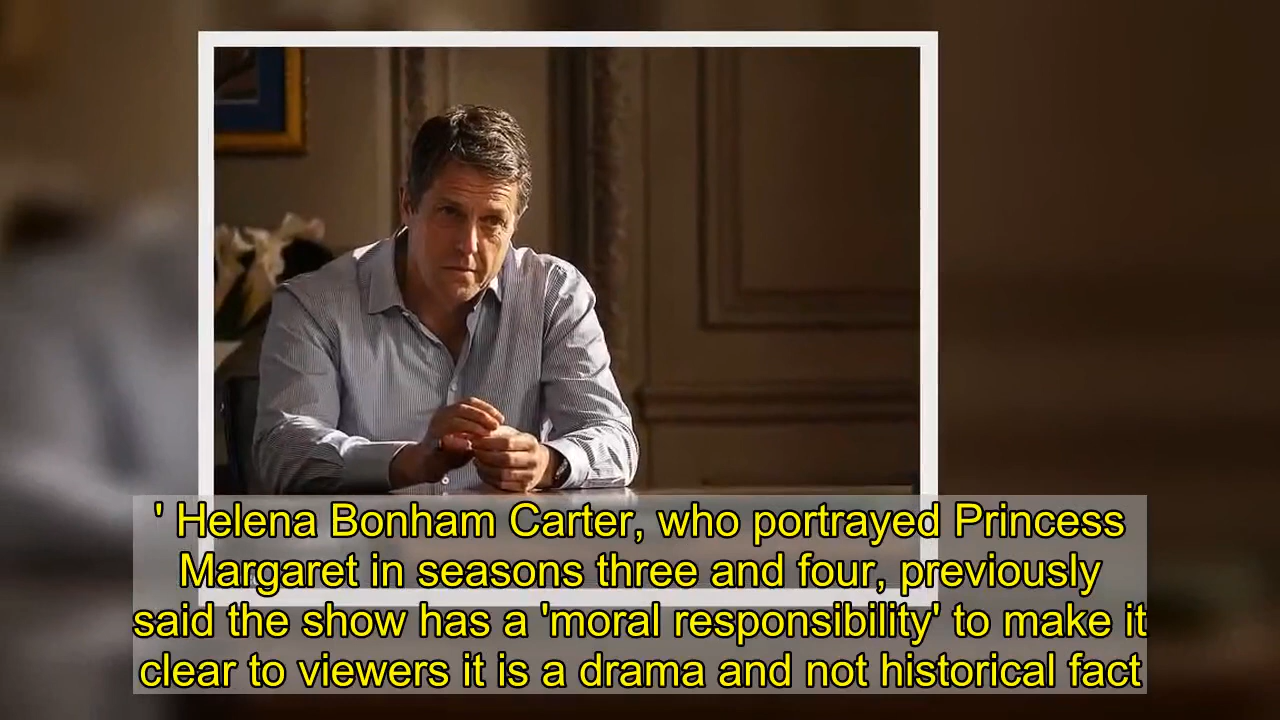 ' Helena Bonham Carter, who portrayed Princess
Margaret in seasons three and four, previously
said the show has a 'moral responsibility' to make it
clear to viewers it is a drama and not historical fact